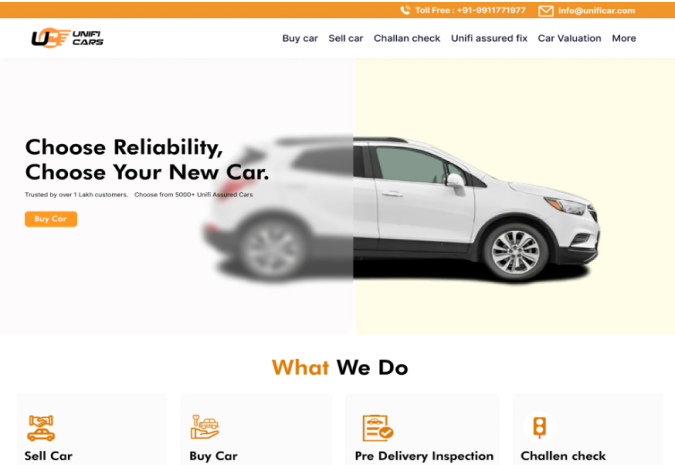 Toll Free : +91-9911771977 Info@unificar.com
UNIFI
CARS
Buy car Sell car Challan check Unifi assured fix Car Valuation More
Choose Reliability,
Choose Your New Car.
Trusted by over 1 Lakh customers. Choose from 5000+ Unifi Assured Cars
Buy Car
What We Do
Sell Car Buy Car Pre Delivery Inspection Challen check